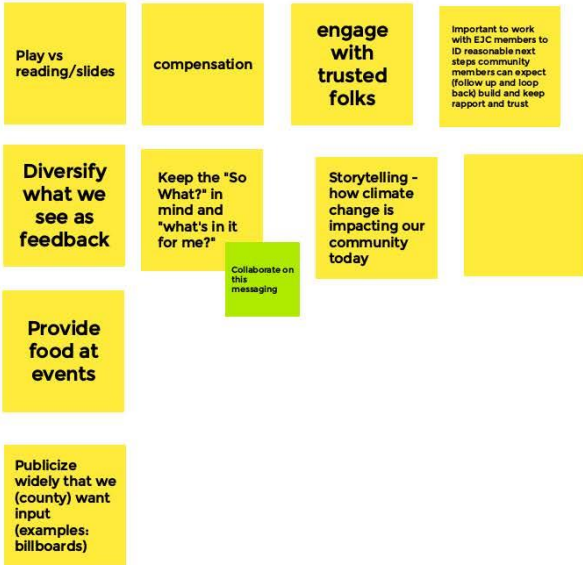 Play vs
reading/slides
compensation
engage
with
trusted
folks
Important to work
with EJC members to
ID reasonable next
steps community
members can expect
(follow up and loop
back) build and keep
rapport and trust
Diversify
what we
see as
feedback
Keep the "So
What?" in
mind and
"what's in it
for me?"
Collaborate on
this
messaging
Storytelling -
how climate
change is
impacting our
community
today
Provide
food at
events
Publicize
widely that we
(county) want
input
(examples:
billboards)